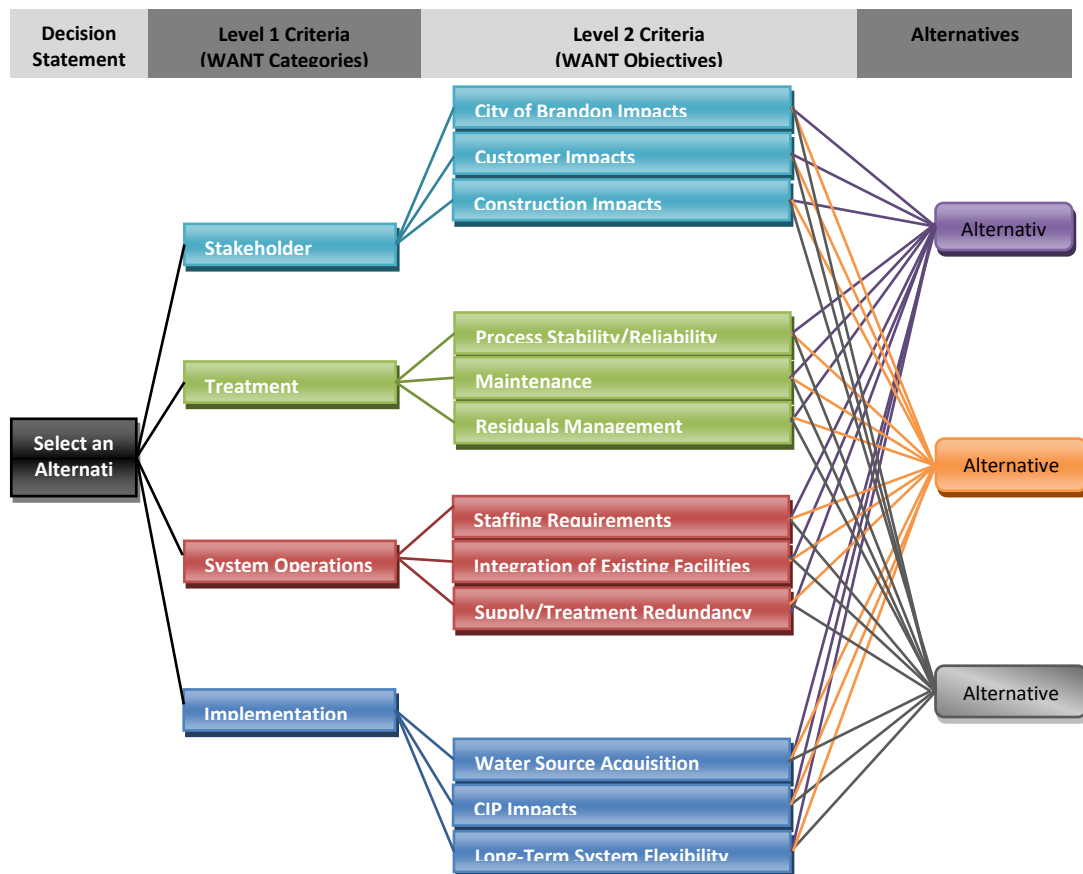 Decision
Statement
Level 1 Criteria
(WANT Categories)
Level 2 Criteria
(WANT Objectives)
Alternatives
City of Brandon Impacts
Customer Impacts
Construction Impacts
Stakeholder
Alternativ
Process Stability/Reliability
Treatment
Maintenance
Residuals Management
Select an
Alternati
Alternative
Staffing Requirements
System Operations
Integration of Existing Facilities
Supply/Treatment Redundancy
Alternative
Implementation
Water Source Acquisition
CIP Impacts
Long-Term System Flexibility